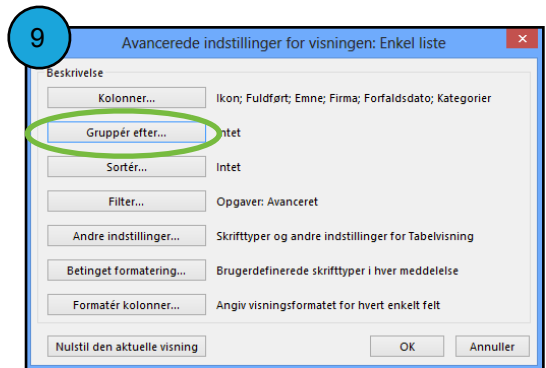 9
Avancerede indstillinger for visningen: Enkel liste
Beskrivelse
Kolonner... Ikon; Fuldført; Emne; Firma; Forfaldsdato; Kategorier
Gruppér efter... Intet
Sortér... Intet
Filter... Opgaver: Avanceret
Andre indstillinger... Skrifttyper og andre indstillinger for Tabelvisning
Betinget formatering... Brugerdefinerede skrifttyper i hver meddelelse
Formatér kolonner... Angiv visningsformatet for hvert enkelt felt
Nulstil den aktuelle visning OK Annuller